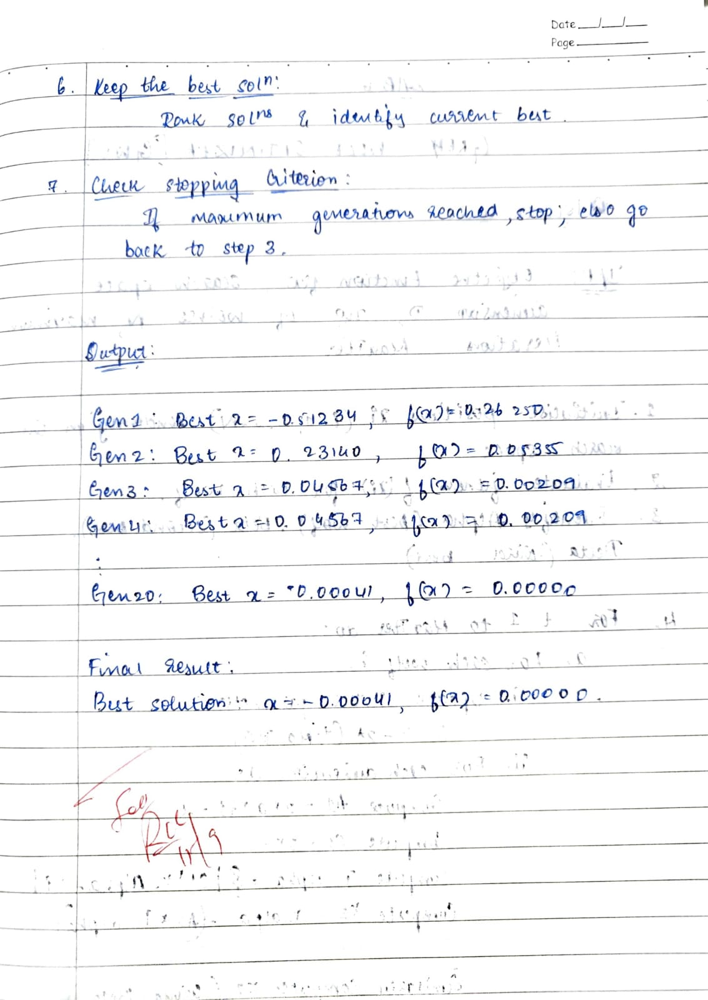 Date
Page
6. Keep the best soln:
Rank solns & identify current best.
7. Check stopping Criterion:
If maximum generations reached, stop; else go
back to step 3.
Output:
Gen1: Best x = -0.51234, f(x) = 0.26250
Gen2: Best x = 0.23140, f(x) = 0.05355
Gen3: Best x = 0.04567, f(x) = 0.00209
Gen4: Best x = 0.04567, f(x) = 0.00209
:
Gen20: Best x = -0.00041, f(x) = 0.00000
Final result:
Best solution :- x = -0.00041, f(x) = 0.00000.